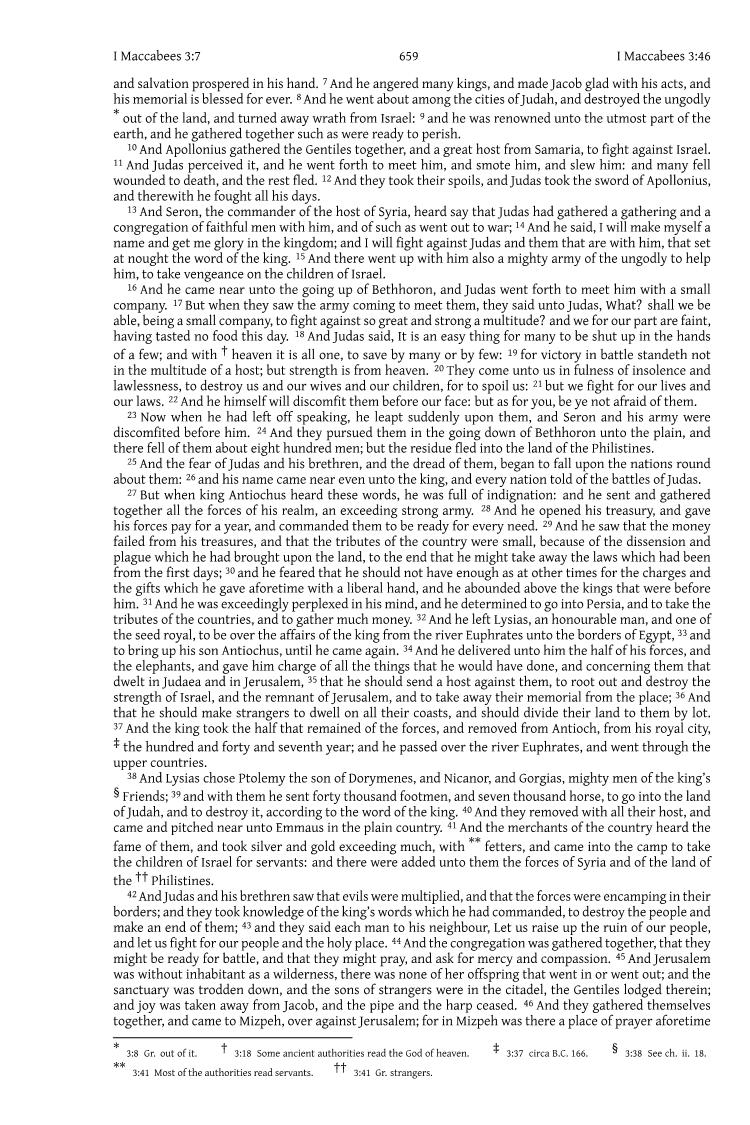 I Maccabees 3:7 659 I Maccabees 3:46
and salvation prospered in his hand. 7 And he angered many kings, and made Jacob glad with his acts, and
his memorial is blessed for ever. 8 And he went about among the cities of Judah, and destroyed the ungodly
* out of the land, and turned away wrath from Israel: 9 and he was renowned unto the utmost part of the
earth, and he gathered together such as were ready to perish.
10 And Apollonius gathered the Gentiles together, and a great host from Samaria, to fight against Israel.
11 And Judas perceived it, and he went forth to meet him, and smote him, and slew him: and many fell
wounded to death, and the rest fled. 12 And they took their spoils, and Judas took the sword of Apollonius,
and therewith he fought all his days.
13 And Seron, the commander of the host of Syria, heard say that Judas had gathered a gathering and a
congregation of faithful men with him, and of such as went out to war; 14 And he said, I will make myself a
name and get me glory in the kingdom; and I will fight against Judas and them that are with him, that set
at nought the word of the king. 15 And there went up with him also a mighty army of the ungodly to help
him, to take vengeance on the children of Israel.
16 And he came near unto the going up of Bethhoron, and Judas went forth to meet him with a small
company. 17 But when they saw the army coming to meet them, they said unto Judas, What? shall we be
able, being a small company, to fight against so great and strong a multitude? and we for our part are faint,
having tasted no food this day. 18 And Judas said, It is an easy thing for many to be shut up in the hands
of a few; and with † heaven it is all one, to save by many or by few: 19 for victory in battle standeth not
in the multitude of a host; but strength is from heaven. 20 They come unto us in fulness of insolence and
lawlessness, to destroy us and our wives and our children, for to spoil us: 21 but we fight for our lives and
our laws. 22 And he himself will discomfit them before our face: but as for you, be ye not afraid of them.
23 Now when he had left off speaking, he leapt suddenly upon them, and Seron and his army were
discomfited before him. 24 And they pursued them in the going down of Bethhoron unto the plain, and
there fell of them about eight hundred men; but the residue fled into the land of the Philistines.
25 And the fear of Judas and his brethren, and the dread of them, began to fall upon the nations round
about them: 26 and his name came near even unto the king, and every nation told of the battles of Judas.
27 But when king Antiochus heard these words, he was full of indignation: and he sent and gathered
together all the forces of his realm, an exceeding strong army. 28 And he opened his treasury, and gave
his forces pay for a year, and commanded them to be ready for every need. 29 And he saw that the money
failed from his treasures, and that the tributes of the country were small, because of the dissension and
plague which he had brought upon the land, to the end that he might take away the laws which had been
from the first days; 30 and he feared that he should not have enough as at other times for the charges and
the gifts which he gave aforetime with a liberal hand, and he abounded above the kings that were before
him. 31 And he was exceedingly perplexed in his mind, and he determined to go into Persia, and to take the
tributes of the countries, and to gather much money. 32 And he left Lysias, an honourable man, and one of
the seed royal, to be over the affairs of the king from the river Euphrates unto the borders of Egypt, 33 and
to bring up his son Antiochus, until he came again. 34 And he delivered unto him the half of his forces, and
the elephants, and gave him charge of all the things that he would have done, and concerning them that
dwelt in Judaea and in Jerusalem, 35 that he should send a host against them, to root out and destroy the
strength of Israel, and the remnant of Jerusalem, and to take away their memorial from the place; 36 And
that he should make strangers to dwell on all their coasts, and should divide their land to them by lot.
37 And the king took the half that remained of the forces, and removed from Antioch, from his royal city,
‡ the hundred and forty and seventh year; and he passed over the river Euphrates, and went through the
upper countries.
38 And Lysias chose Ptolemy the son of Dorymenes, and Nicanor, and Gorgias, mighty men of the king's
§ Friends; 39 and with them he sent forty thousand footmen, and seven thousand horse, to go into the land
of Judah, and to destroy it, according to the word of the king. 40 And they removed with all their host, and
came and pitched near unto Emmaus in the plain country. 41 And the merchants of the country heard the
fame of them, and took silver and gold exceeding much, with ** fetters, and came into the camp to take
the children of Israel for servants: and there were added unto them the forces of Syria and of the land of
the †† Philistines.
42 And Judas and his brethren saw that evils were multiplied, and that the forces were encamping in their
borders; and they took knowledge of the king's words which he had commanded, to destroy the people and
make an end of them; 43 and they said each man to his neighbour, Let us raise up the ruin of our people,
and let us fight for our people and the holy place. 44 And the congregation was gathered together, that they
might be ready for battle, and that they might pray, and ask for mercy and compassion. 45 And Jerusalem
was without inhabitant as a wilderness, there was none of her offspring that went in or went out; and the
sanctuary was trodden down, and the sons of strangers were in the citadel, the Gentiles lodged therein;
and joy was taken away from Jacob, and the pipe and the harp ceased. 46 And they gathered themselves
together, and came to Mizpeh, over against Jerusalem; for in Mizpeh was there a place of prayer aforetime
* 3:8 Gr. out of it. † 3:18 Some ancient authorities read the God of heaven. ‡ 3:37 circa B.C. 166. § 3:38 See ch. ii. 18.
** 3:41 Most of the authorities read servants. †† 3:41 Gr. strangers.